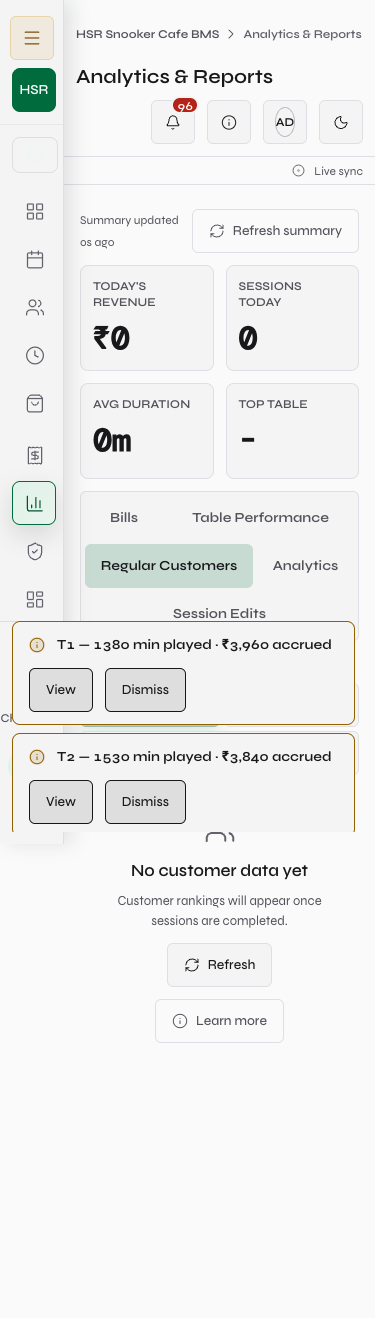 HSR Snooker Cafe BMS
Analytics & Reports
Analytics & Reports
HSR
96
AD
Live sync
Summary updated
0s ago
Refresh summary
TODAY'S
REVENUE
₹0
SESSIONS
TODAY
0
AVG DURATION
0m
TOP TABLE
-
Bills
Table Performance
Regular Customers
Analytics
Session Edits
T1 — 1380 min played · ₹3,960 accrued
View
Dismiss
T2 — 1530 min played · ₹3,840 accrued
View
Dismiss
No customer data yet
Customer rankings will appear once
sessions are completed.
Refresh
Learn more